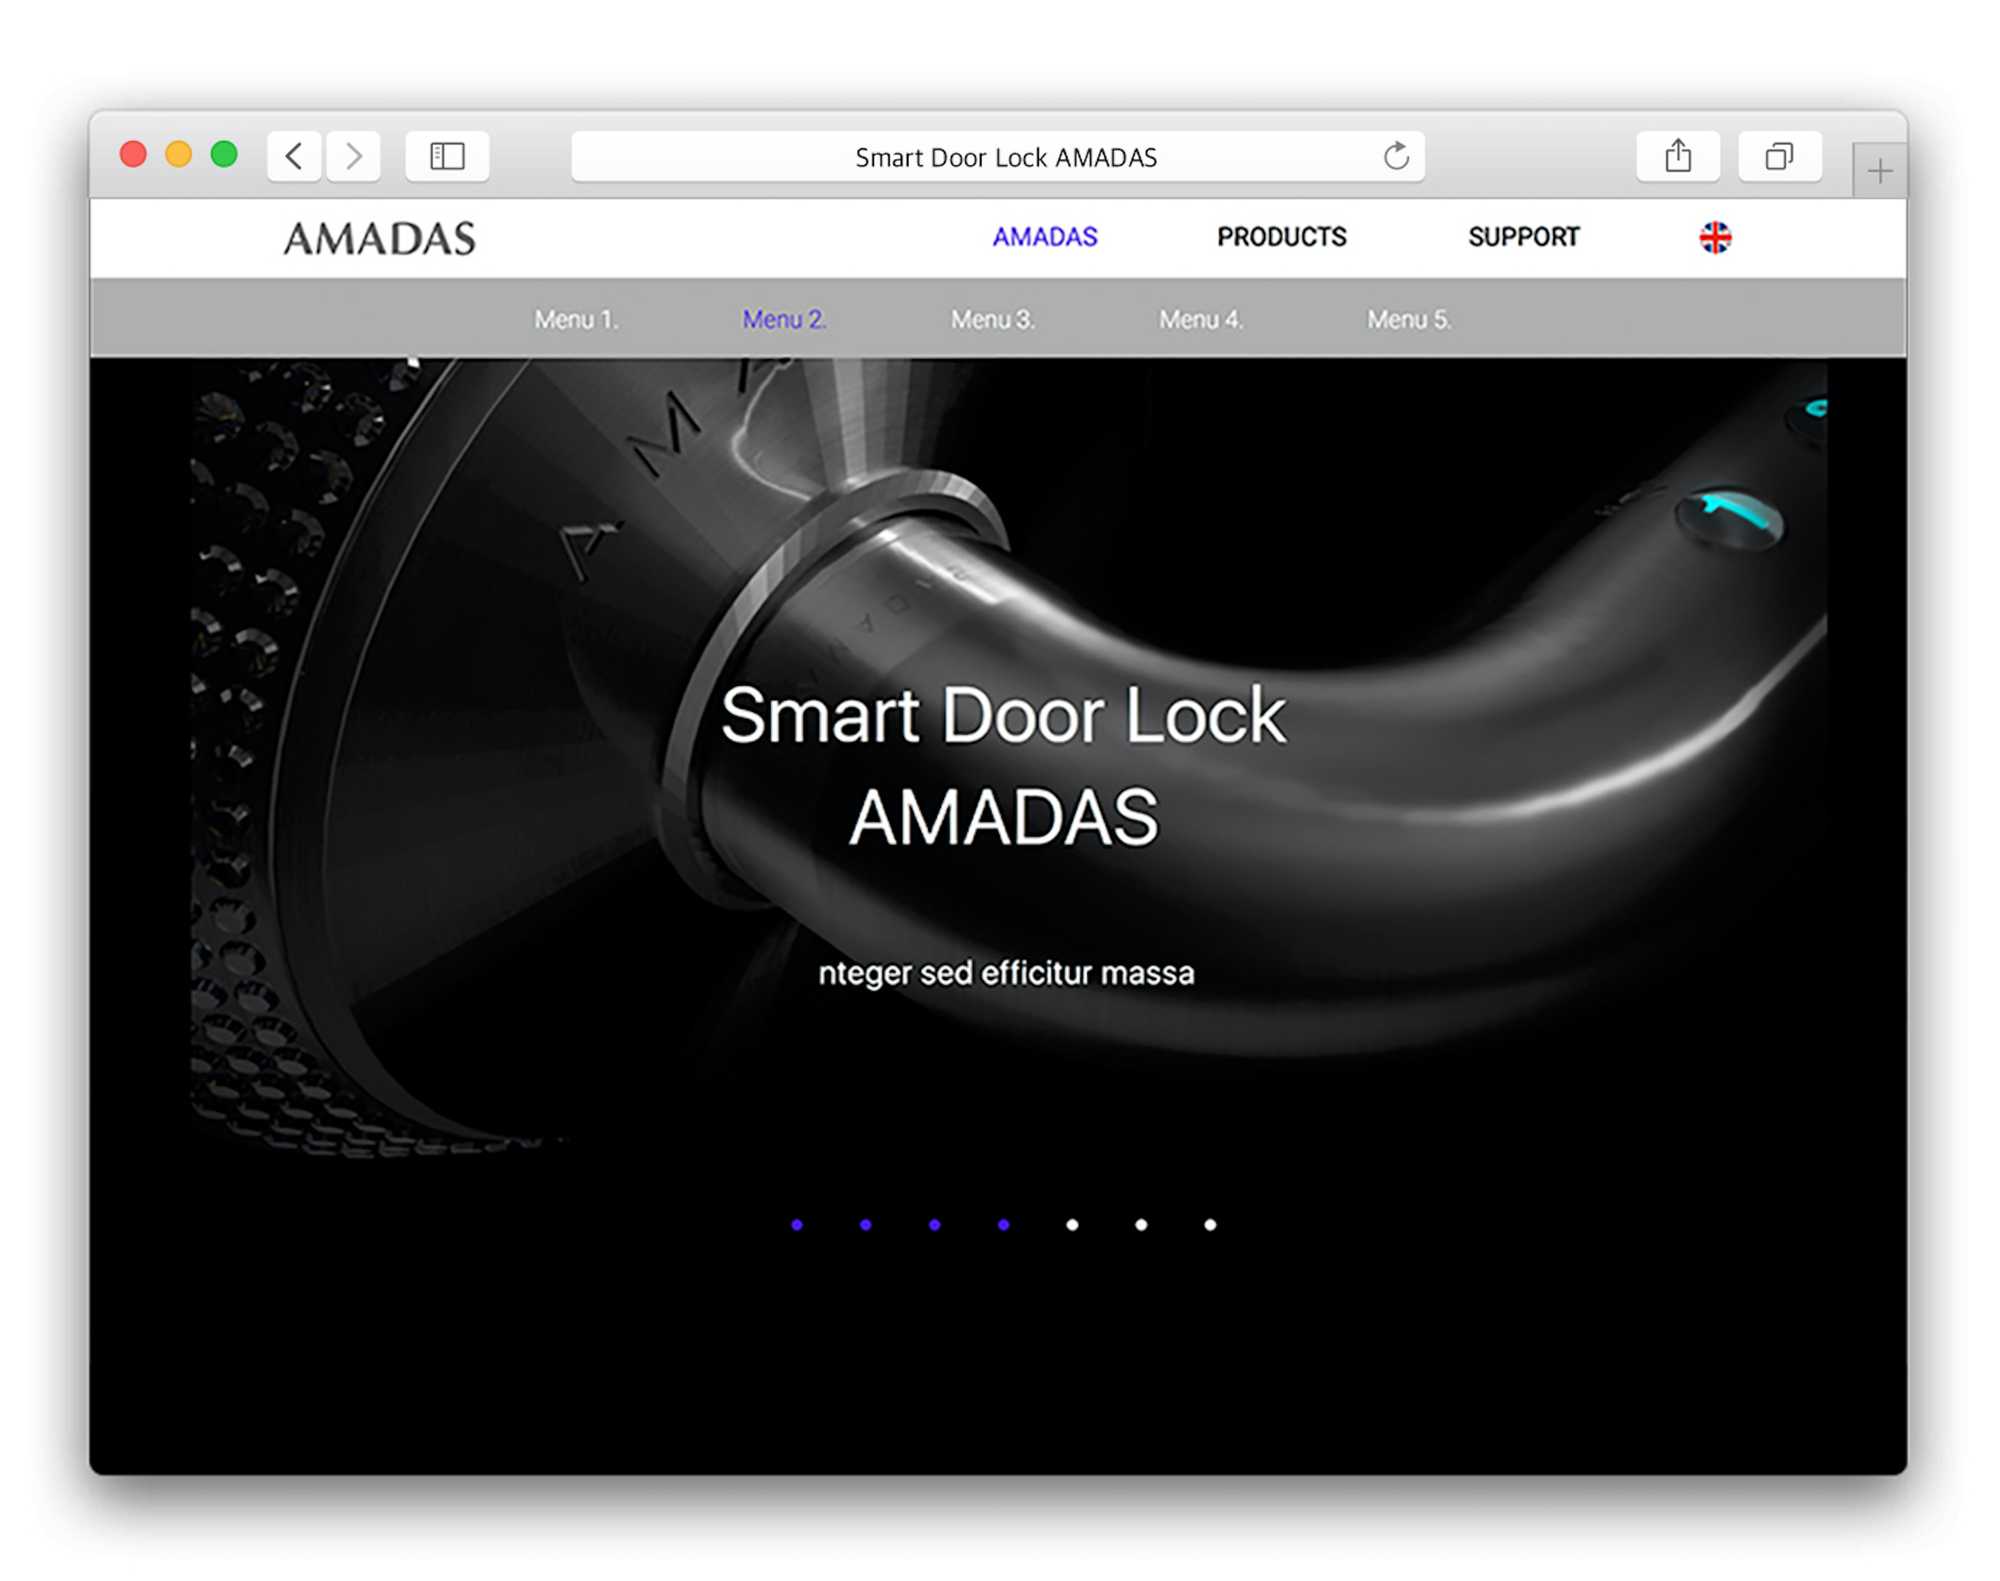 Smart Door Lock AMADAS
AMADAS
AMADAS PRODUCTS SUPPORT
Menu 1. Menu 2. Menu 3. Menu 4. Menu 5.
A M A
Smart Door Lock
AMADAS
nteger sed efficitur massa